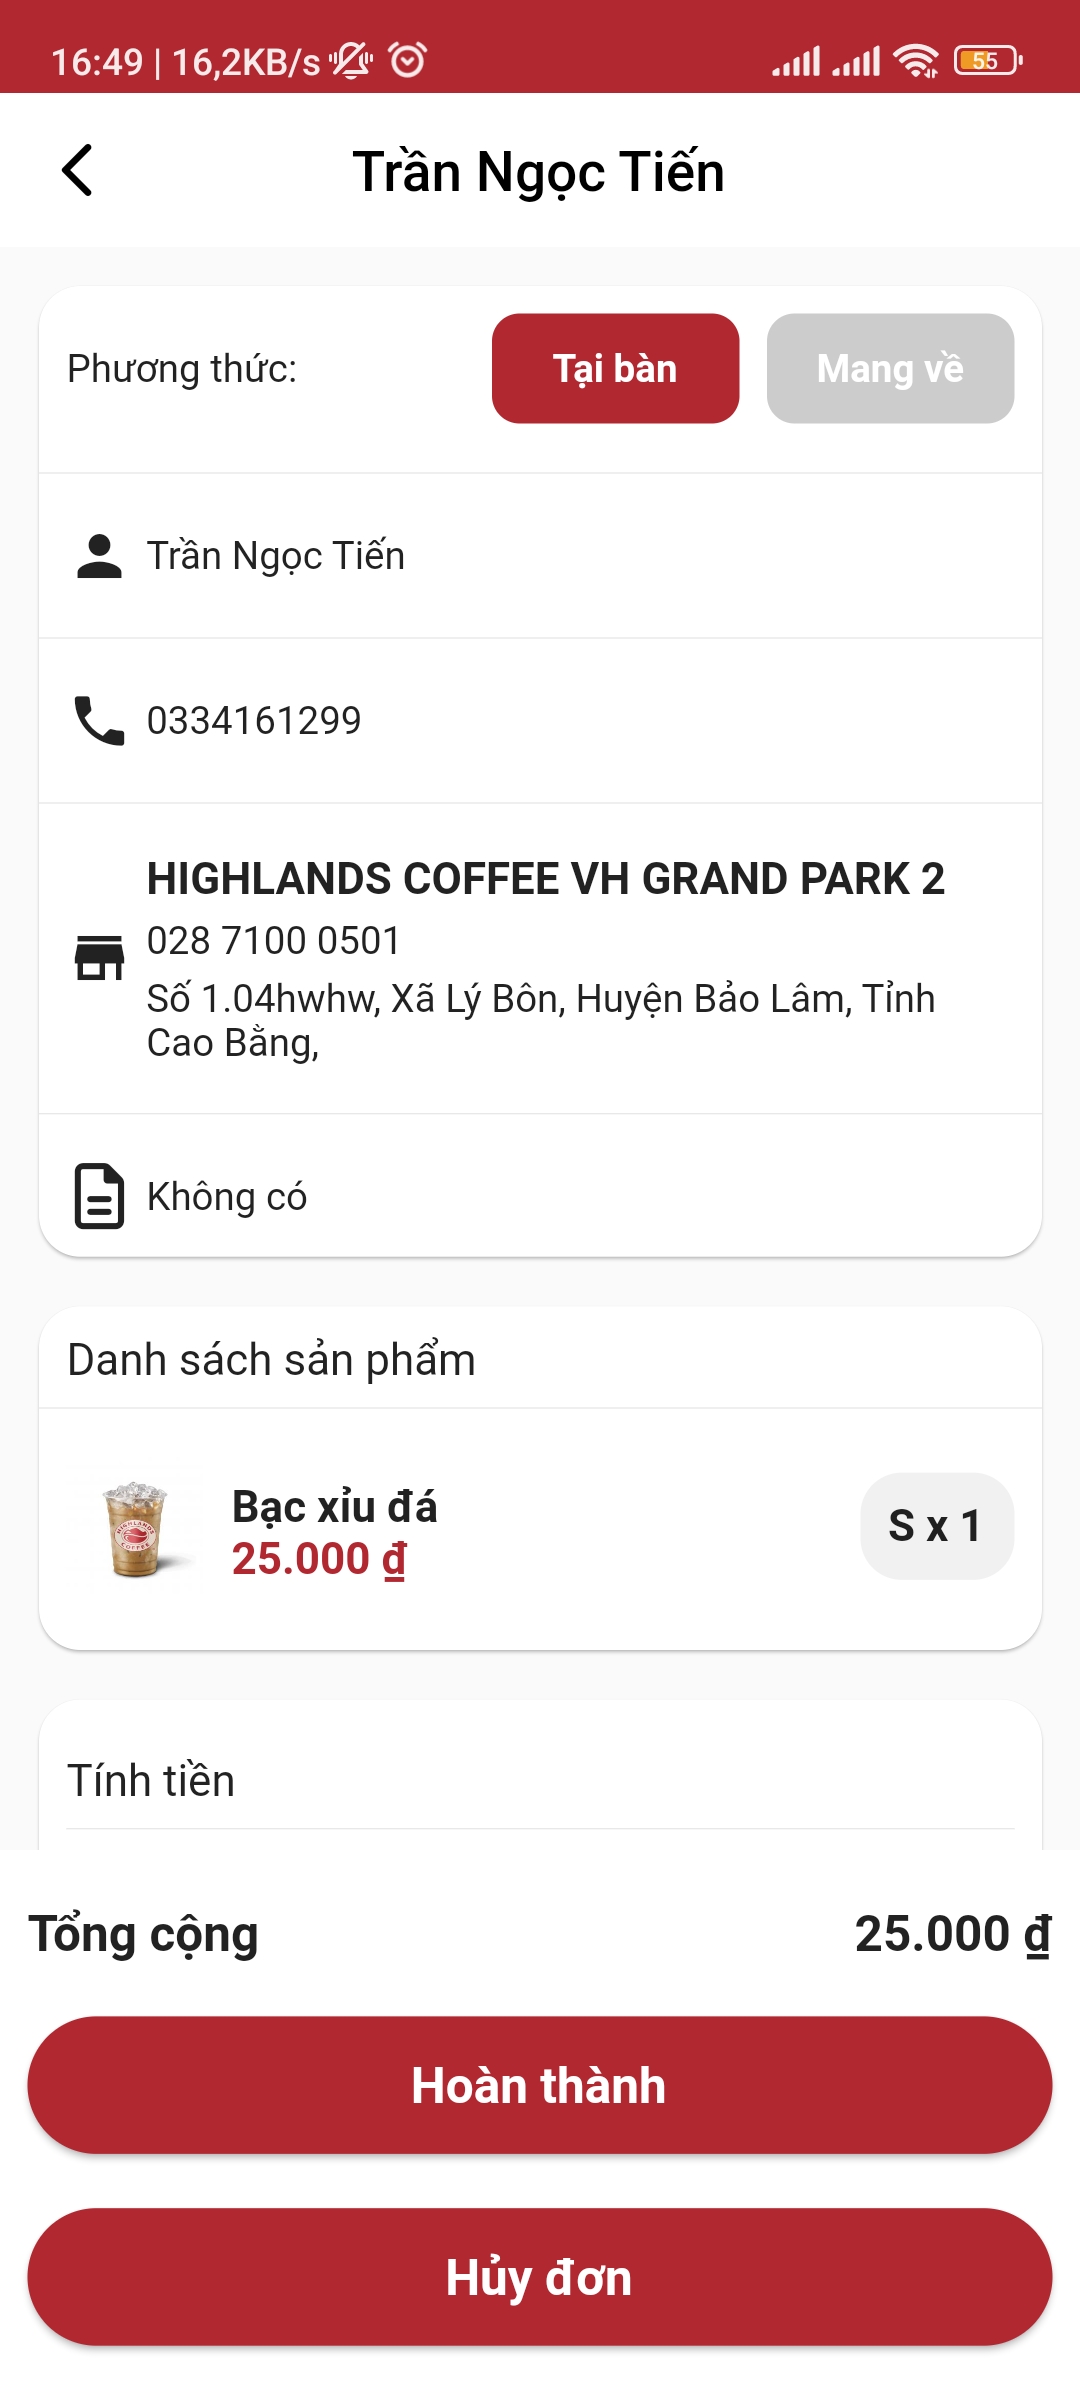 16:49 | 16,2KB/s
55
Trần Ngọc Tiến
Phương thức:
Tại bàn
Mang về
Trần Ngọc Tiến
0334161299
HIGHLANDS COFFEE VH GRAND PARK 2
028 7100 0501
Số 1.04hwhw, Xã Lý Bôn, Huyện Bảo Lâm, Tỉnh
Cao Bằng,
Không có
Danh sách sản phẩm
HIGHLANDS
COFFEE
Bạc xỉu đá
25.000 ₫
S x 1
Tính tiền
Tổng cộng
25.000 ₫
Hoàn thành
Hủy đơn